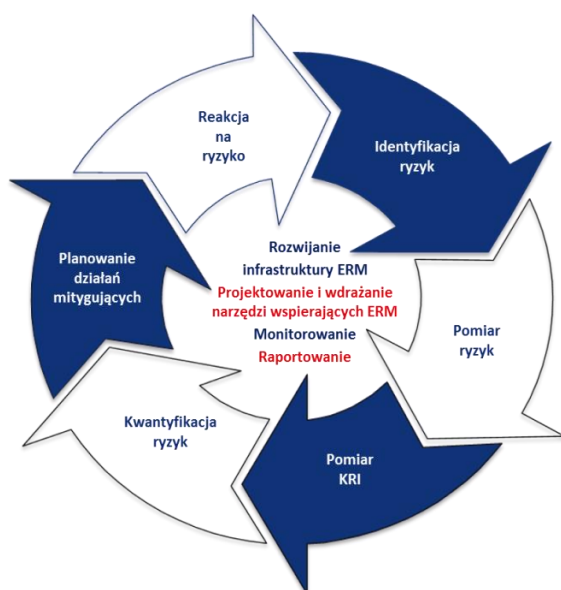 Reakcja
na
ryzyko
Identyfikacja
ryzyk
Pomiar
ryzyk
Pomiar
KRI
Kwantyfikacja
ryzyk
Planowanie
działań
mitygujących
Rozwijanie
infrastruktury ERM
Projektowanie i wdrażanie
narzędzi wspierających ERM
Monitorowanie
Raportowanie